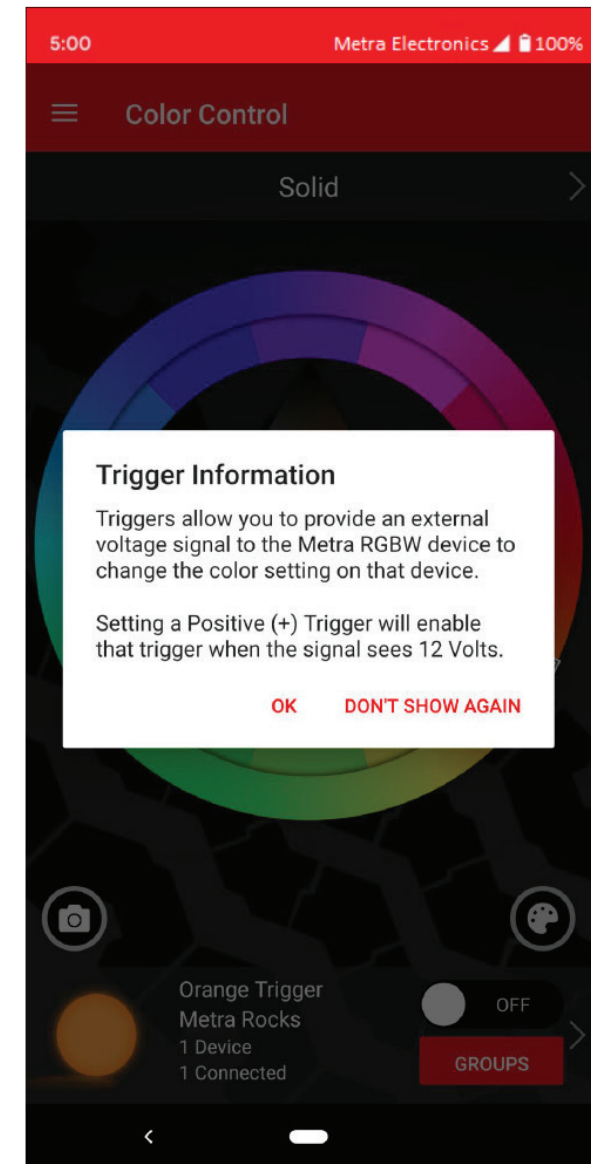 5:00 Metra Electronics 100%
Color Control
Solid
Trigger Information
Triggers allow you to provide an external
voltage signal to the Metra RGBW device to
change the color setting on that device.
Setting a Positive (+) Trigger will enable
that trigger when the signal sees 12 Volts.
OK DON'T SHOW AGAIN
Orange Trigger
Metra Rocks
1 Device
1 Connected
OFF
GROUPS